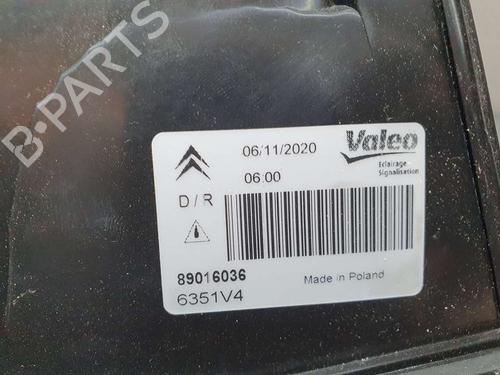 B-PARTS
06/11/2020
Valeo
Eclairage
Signalisation
06:00
D/R
89016036
Made in Poland
6351V4